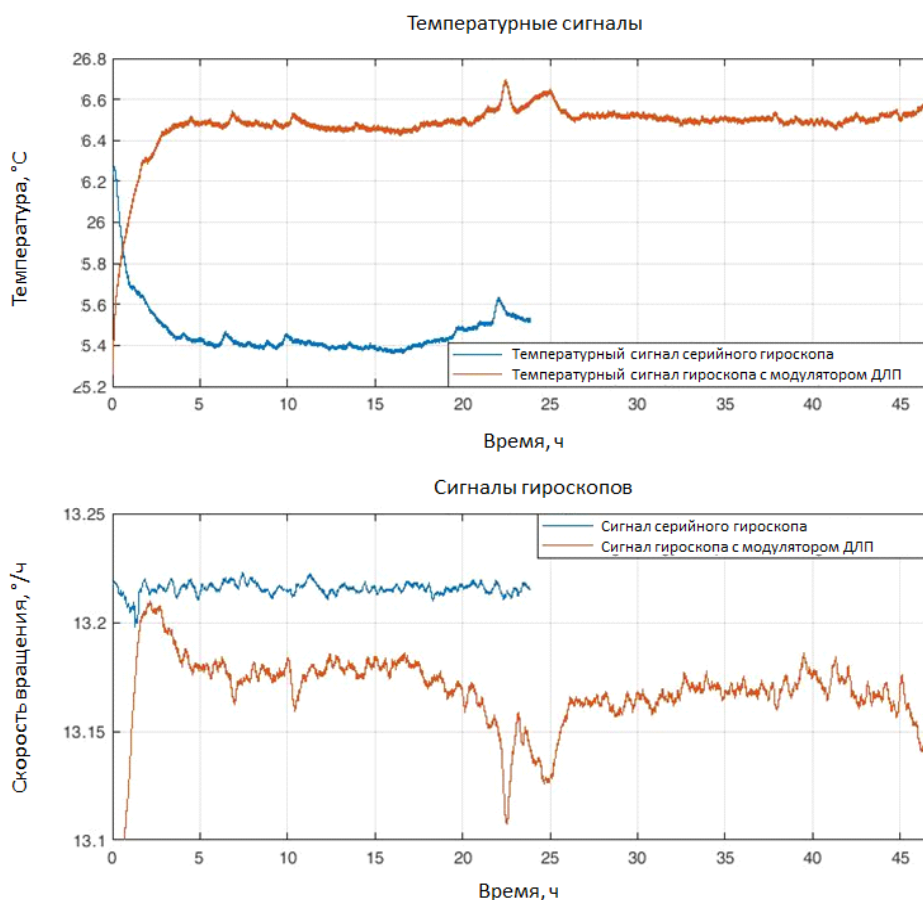 Температурные сигналы
Температура, °C
26.8
6.6
6.4
6.2
26
5.8
5.6
5.4
25.2
Температурный сигнал серийного гироскопа
Температурный сигнал гироскопа с модулятором ДЛП
0 5 10 15 20 25 30 35 40 45
Время, ч
Сигналы гироскопов
Скорость вращения, °/ч
13.25
13.2
13.15
13.1
Сигнал серийного гироскопа
Сигнал гироскопа с модулятором ДЛП
0 5 10 15 20 25 30 35 40 45
Время, ч